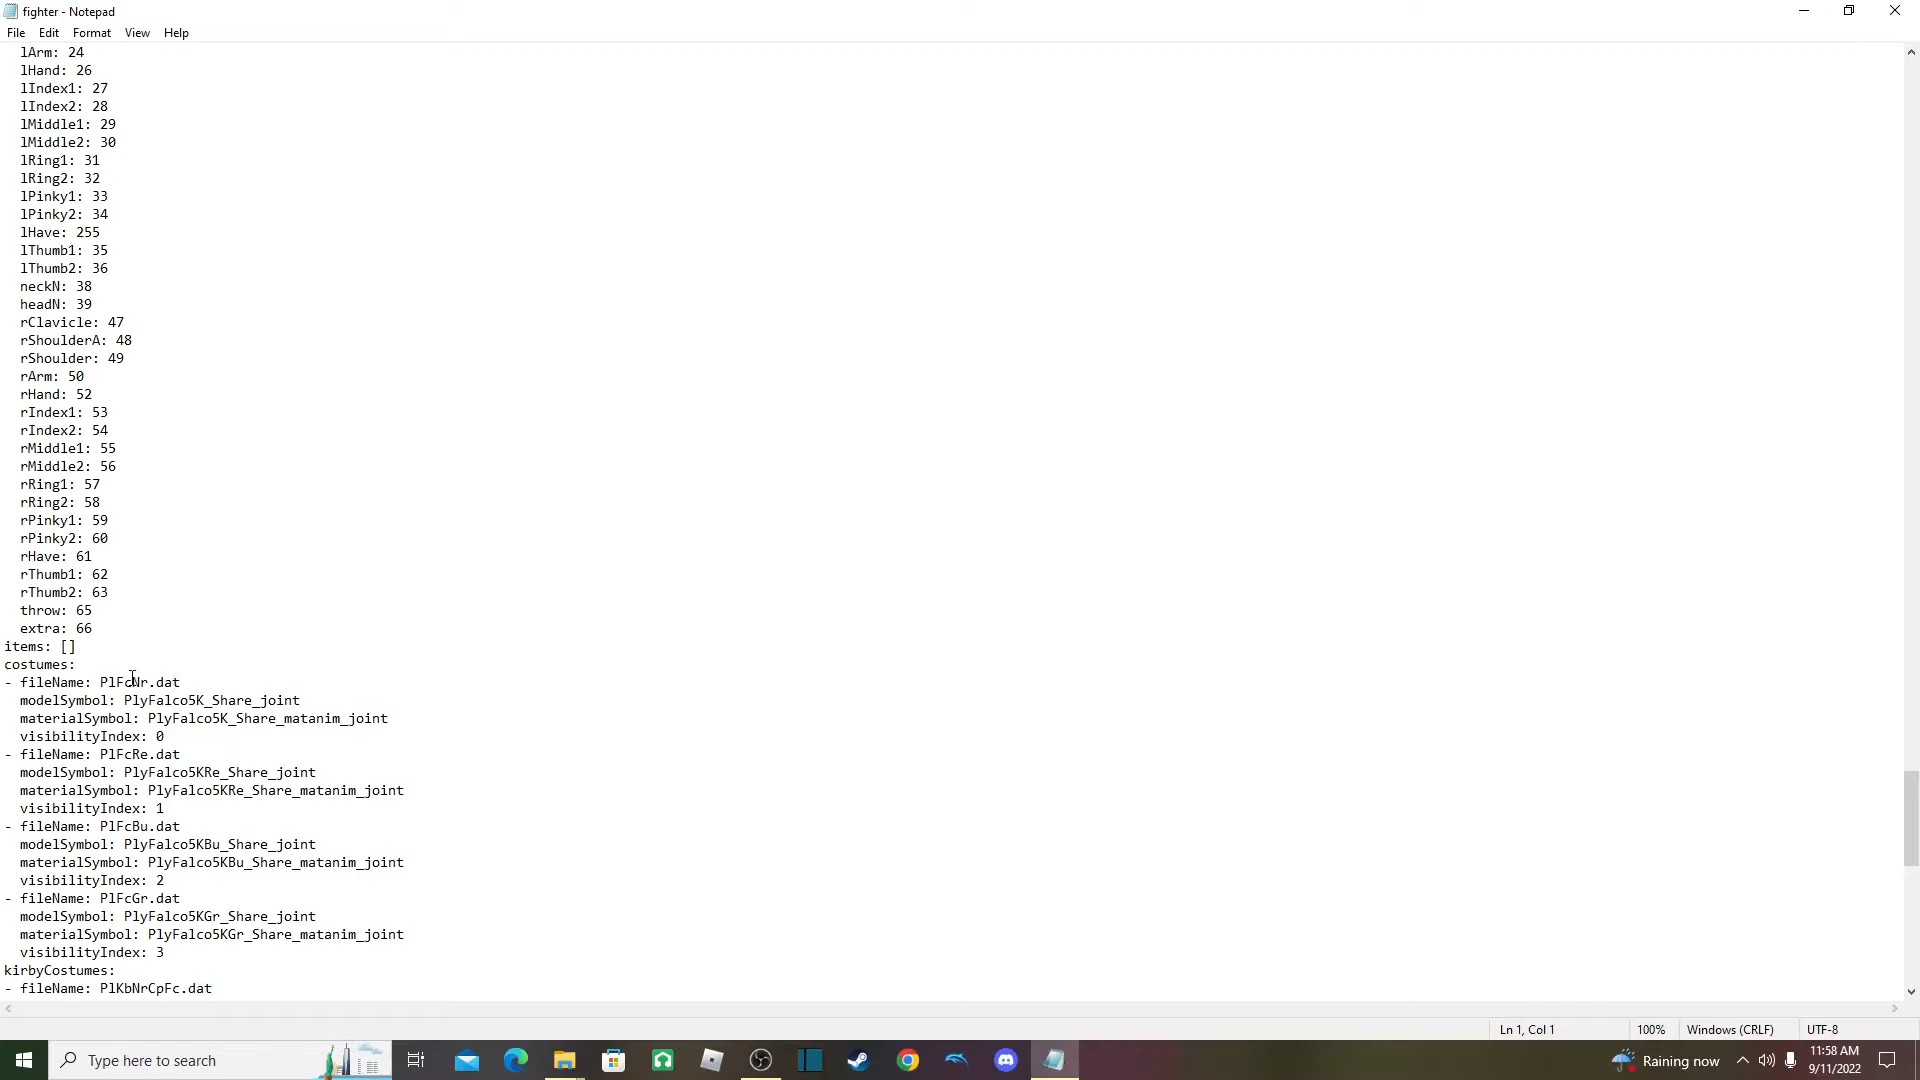 fighter - Notepad
File Edit Format View Help
lArm: 24
lHand: 26
lIndex1: 27
lIndex2: 28
lMiddle1: 29
lMiddle2: 30
lRing1: 31
lRing2: 32
lPinky1: 33
lPinky2: 34
lHave: 255
lThumb1: 35
lThumb2: 36
neckN: 38
headN: 39
rClavicle: 47
rShoulderA: 48
rShoulder: 49
rArm: 50
rHand: 52
rIndex1: 53
rIndex2: 54
rMiddle1: 55
rMiddle2: 56
rRing1: 57
rRing2: 58
rPinky1: 59
rPinky2: 60
rHave: 61
rThumb1: 62
rThumb2: 63
throw: 65
extra: 66
items: []
costumes:
- fileName: PlFcNr.dat
modelSymbol: PlyFalco5K_Share_joint
materialSymbol: PlyFalco5K_Share_matanim_joint
visibilityIndex: 0
- fileName: PlFcRe.dat
modelSymbol: PlyFalco5KRe_Share_joint
materialSymbol: PlyFalco5KRe_Share_matanim_joint
visibilityIndex: 1
- fileName: PlFcBu.dat
modelSymbol: PlyFalco5KBu_Share_joint
materialSymbol: PlyFalco5KBu_Share_matanim_joint
visibilityIndex: 2
- fileName: PlFcGr.dat
modelSymbol: PlyFalco5KGr_Share_joint
materialSymbol: PlyFalco5KGr_Share_matanim_joint
visibilityIndex: 3
kirbyCostumes:
- fileName: PlKbNrCpFc.dat
Ln 1, Col 1 100% Windows (CRLF) UTF-8
Type here to search Raining now 11:58 AM
9/11/2022